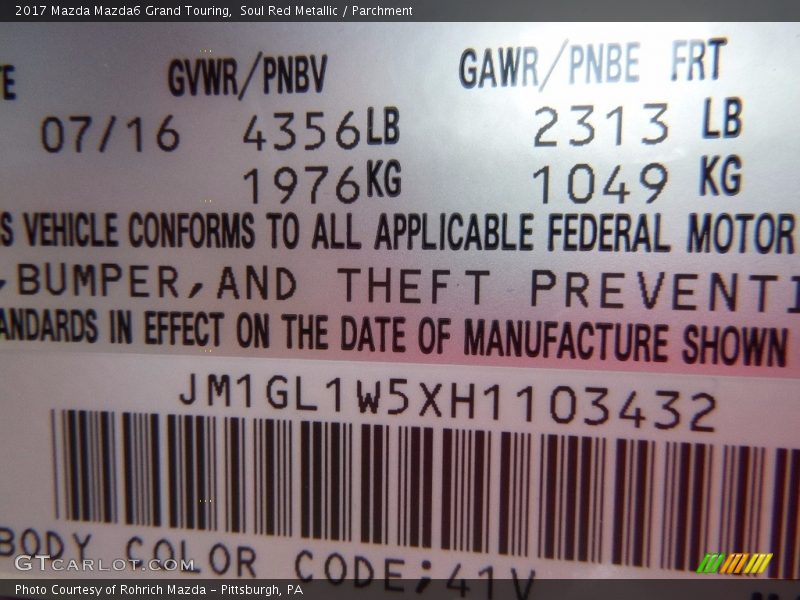 2017 Mazda Mazda6 Grand Touring, Soul Red Metallic / Parchment
GVWR/PNBV GAWR/PNBE FRT
07/16 4356LB 2313 LB
1976KG 1049 KG
VEHICLE CONFORMS TO ALL APPLICABLE FEDERAL MOTOR
,BUMPER,AND THEFT PREVENTI
ANDARDS IN EFFECT ON THE DATE OF MANUFACTURE SHOWN
JM1GL1W5XH1103432
BODY COLOR CODE:41V
GTCARLOT.COM
Photo Courtesy of Rohrich Mazda - Pittsburgh, PA